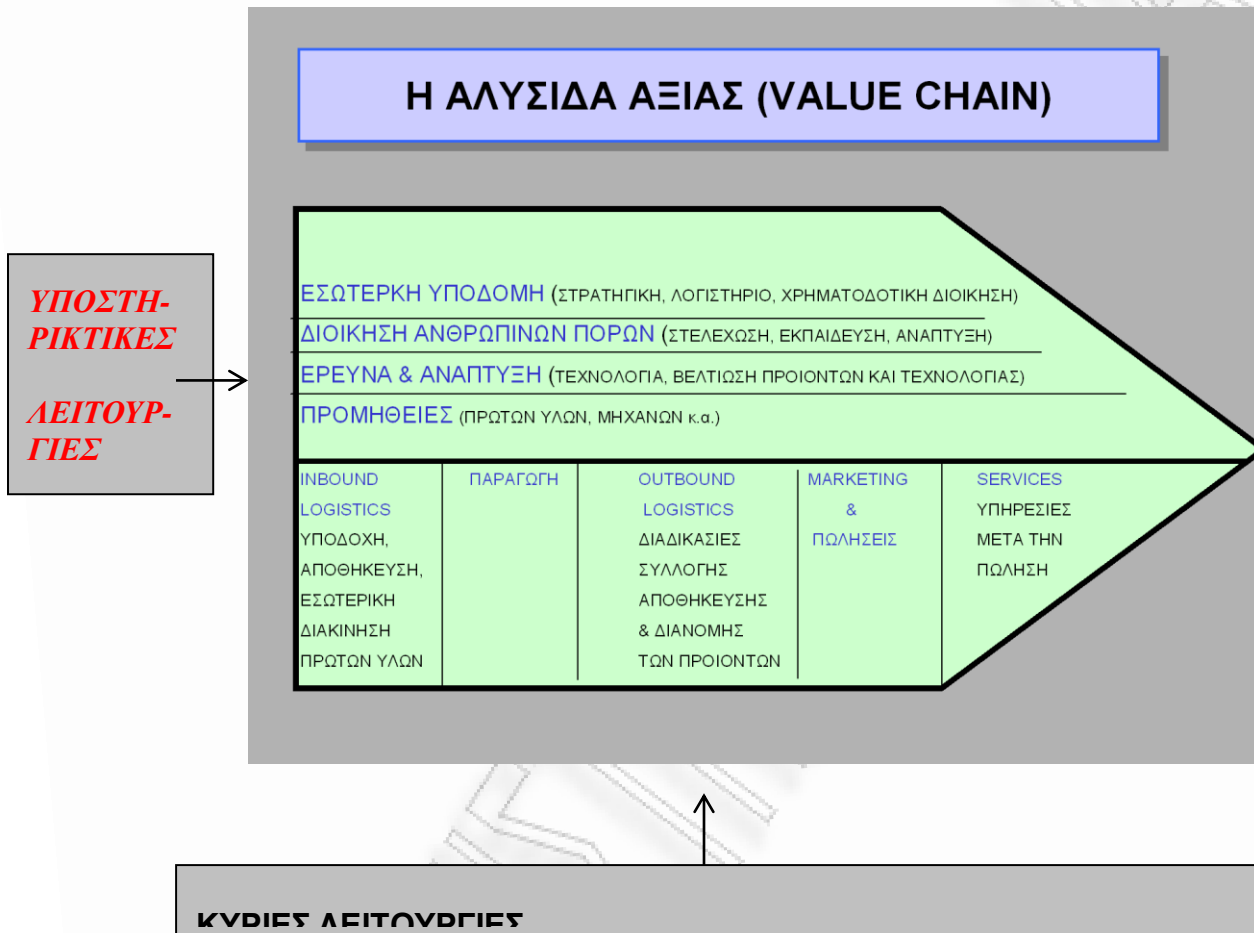 Η ΑΛΥΣΙΔΑ ΑΞΙΑΣ (VALUE CHAIN)
ΥΠΟΣΤΗ-
ΡΙΚΤΙΚΕΣ
ΛΕΙΤΟΥΡ-
ΓΙΕΣ
ΕΣΩΤΕΡΚΗ ΥΠΟΔΟΜΗ (ΣΤΡΑΤΗΓΙΚΗ, ΛΟΓΙΣΤΗΡΙΟ, ΧΡΗΜΑΤΟΔΟΤΙΚΗ ΔΙΟΙΚΗΣΗ)
ΔΙΟΙΚΗΣΗ ΑΝΘΡΩΠΙΝΩΝ ΠΟΡΩΝ (ΣΤΕΛΕΧΩΣΗ, ΕΚΠΑΙΔΕΥΣΗ, ΑΝΑΠΤΥΞΗ)
ΕΡΕΥΝΑ & ΑΝΑΠΤΥΞΗ (ΤΕΧΝΟΛΟΓΙΑ, ΒΕΛΤΙΩΣΗ ΠΡΟΙΟΝΤΩΝ ΚΑΙ ΤΕΧΝΟΛΟΓΙΑΣ)
ΠΡΟΜΗΘΕΙΕΣ (ΠΡΩΤΩΝ ΥΛΩΝ, ΜΗΧΑΝΩΝ κ.α.)
INBOUND
LOGISTICS
ΥΠΟΔΟΧΗ,
ΑΠΟΘΗΚΕΥΣΗ,
ΕΣΩΤΕΡΙΚΗ
ΔΙΑΚΙΝΗΣΗ
ΠΡΩΤΩΝ ΥΛΩΝ
ΠΑΡΑΓΩΓΗ
OUTBOUND
LOGISTICS
ΔΙΑΔΙΚΑΣΙΕΣ
ΣΥΛΛΟΓΗΣ
ΑΠΟΘΗΚΕΥΣΗΣ
& ΔΙΑΝΟΜΗΣ
ΤΩΝ ΠΡΟΙΟΝΤΩΝ
MARKETING
&
ΠΩΛΗΣΕΙΣ
SERVICES
ΥΠΗΡΕΣΙΕΣ
ΜΕΤΑ ΤΗΝ
ΠΩΛΗΣΗ
ΚΥΡΙΕΣ ΛΕΙΤΟΥΡΓΙΕΣ